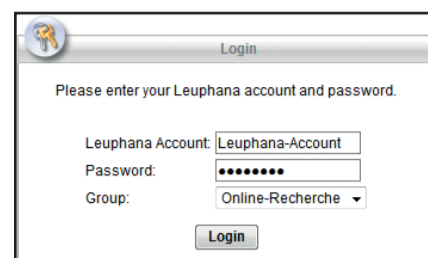 Login
Please enter your Leuphana account and password.
Leuphana Account: Leuphana-Account
Password: ••••••••
Group: Online-Recherche
Login